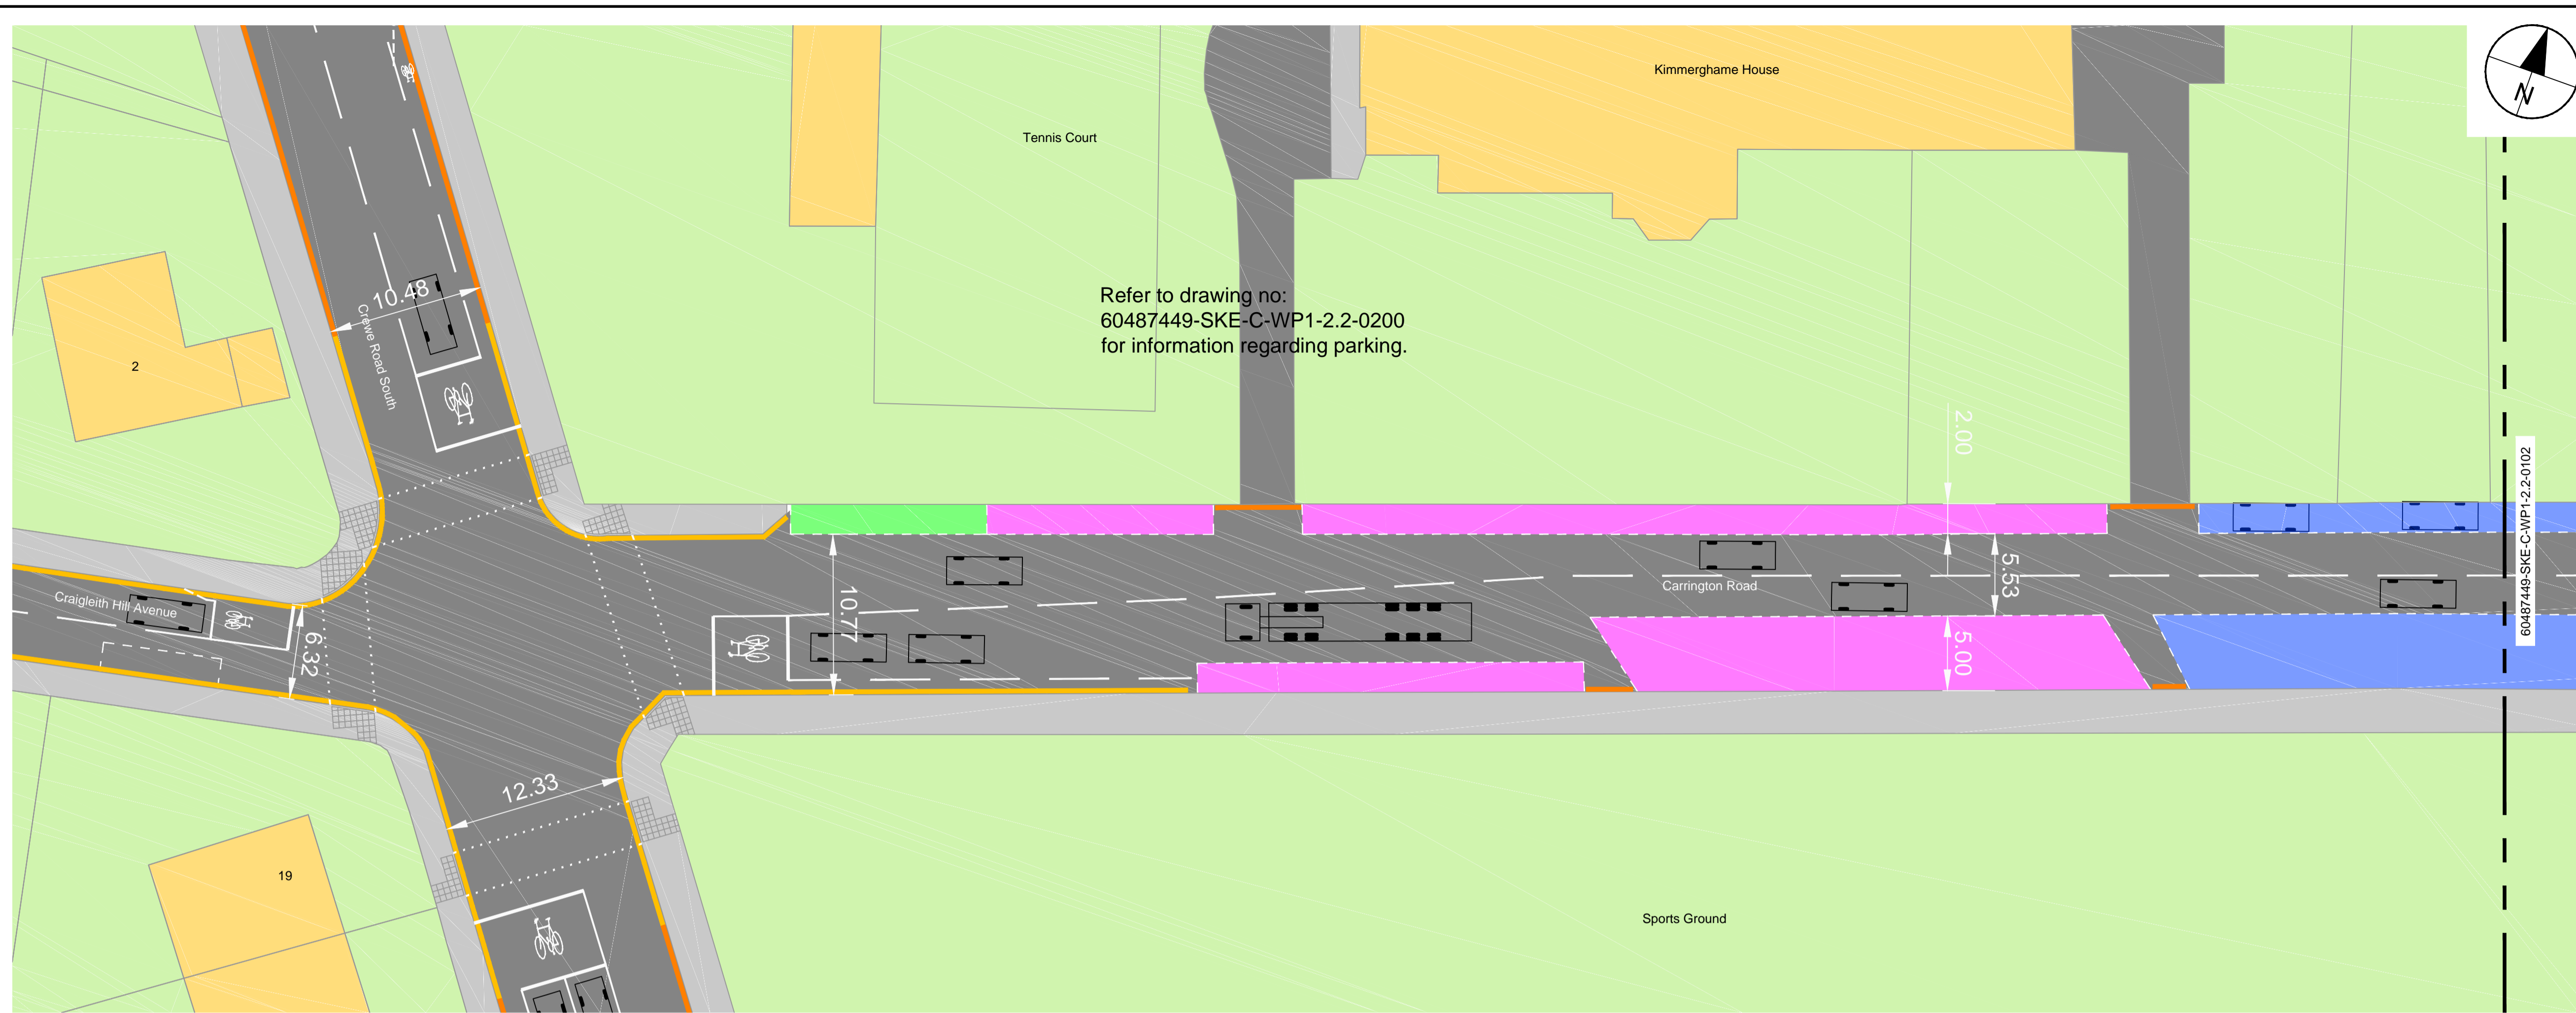 Kimmerghame House
N
Tennis Court
Refer to drawing no:
60487449-SKE-C-WP1-2.2-0200
for information regarding parking.
10.48
Crewe Road South
2
2.00
60487449-SKE-C-WP1-2.2-0102
Craigleith Hill Avenue
6.32
10.77
Carrington Road
5.53
5.00
12.33
19
Sports Ground